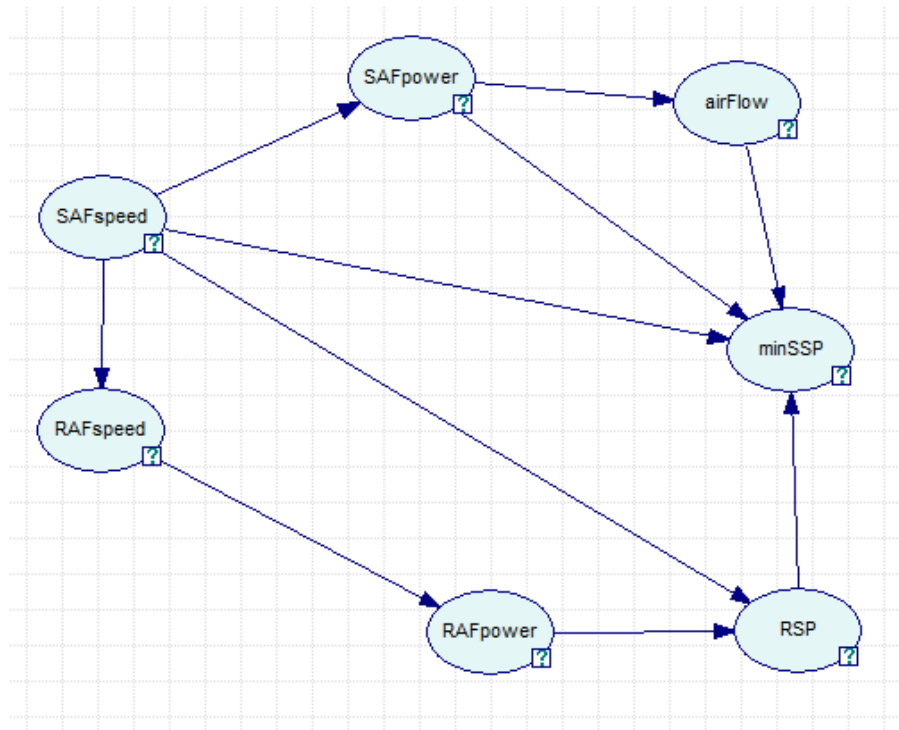 SAFpower
?
airFlow
?
SAFspeed
?
minSSP
?
RAFspeed
?
RAFpower
?
RSP
?